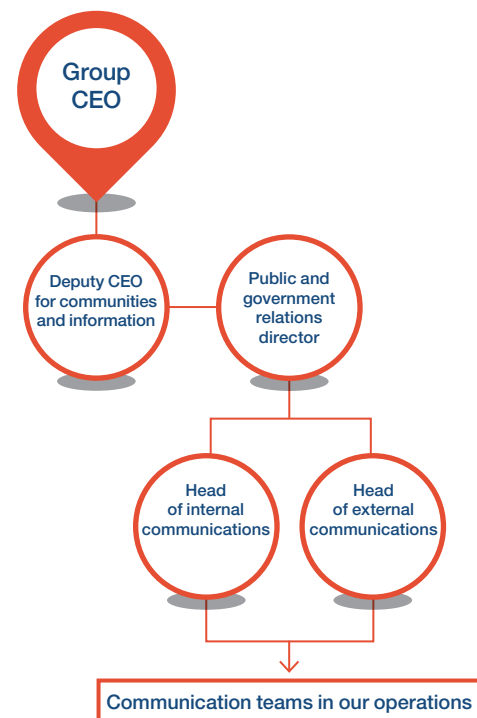 Group
CEO
Deputy CEO
for communities
and information
Public and
government
relations
director
Head
of internal
communications
Head
of external
communications
Communication teams in our operations